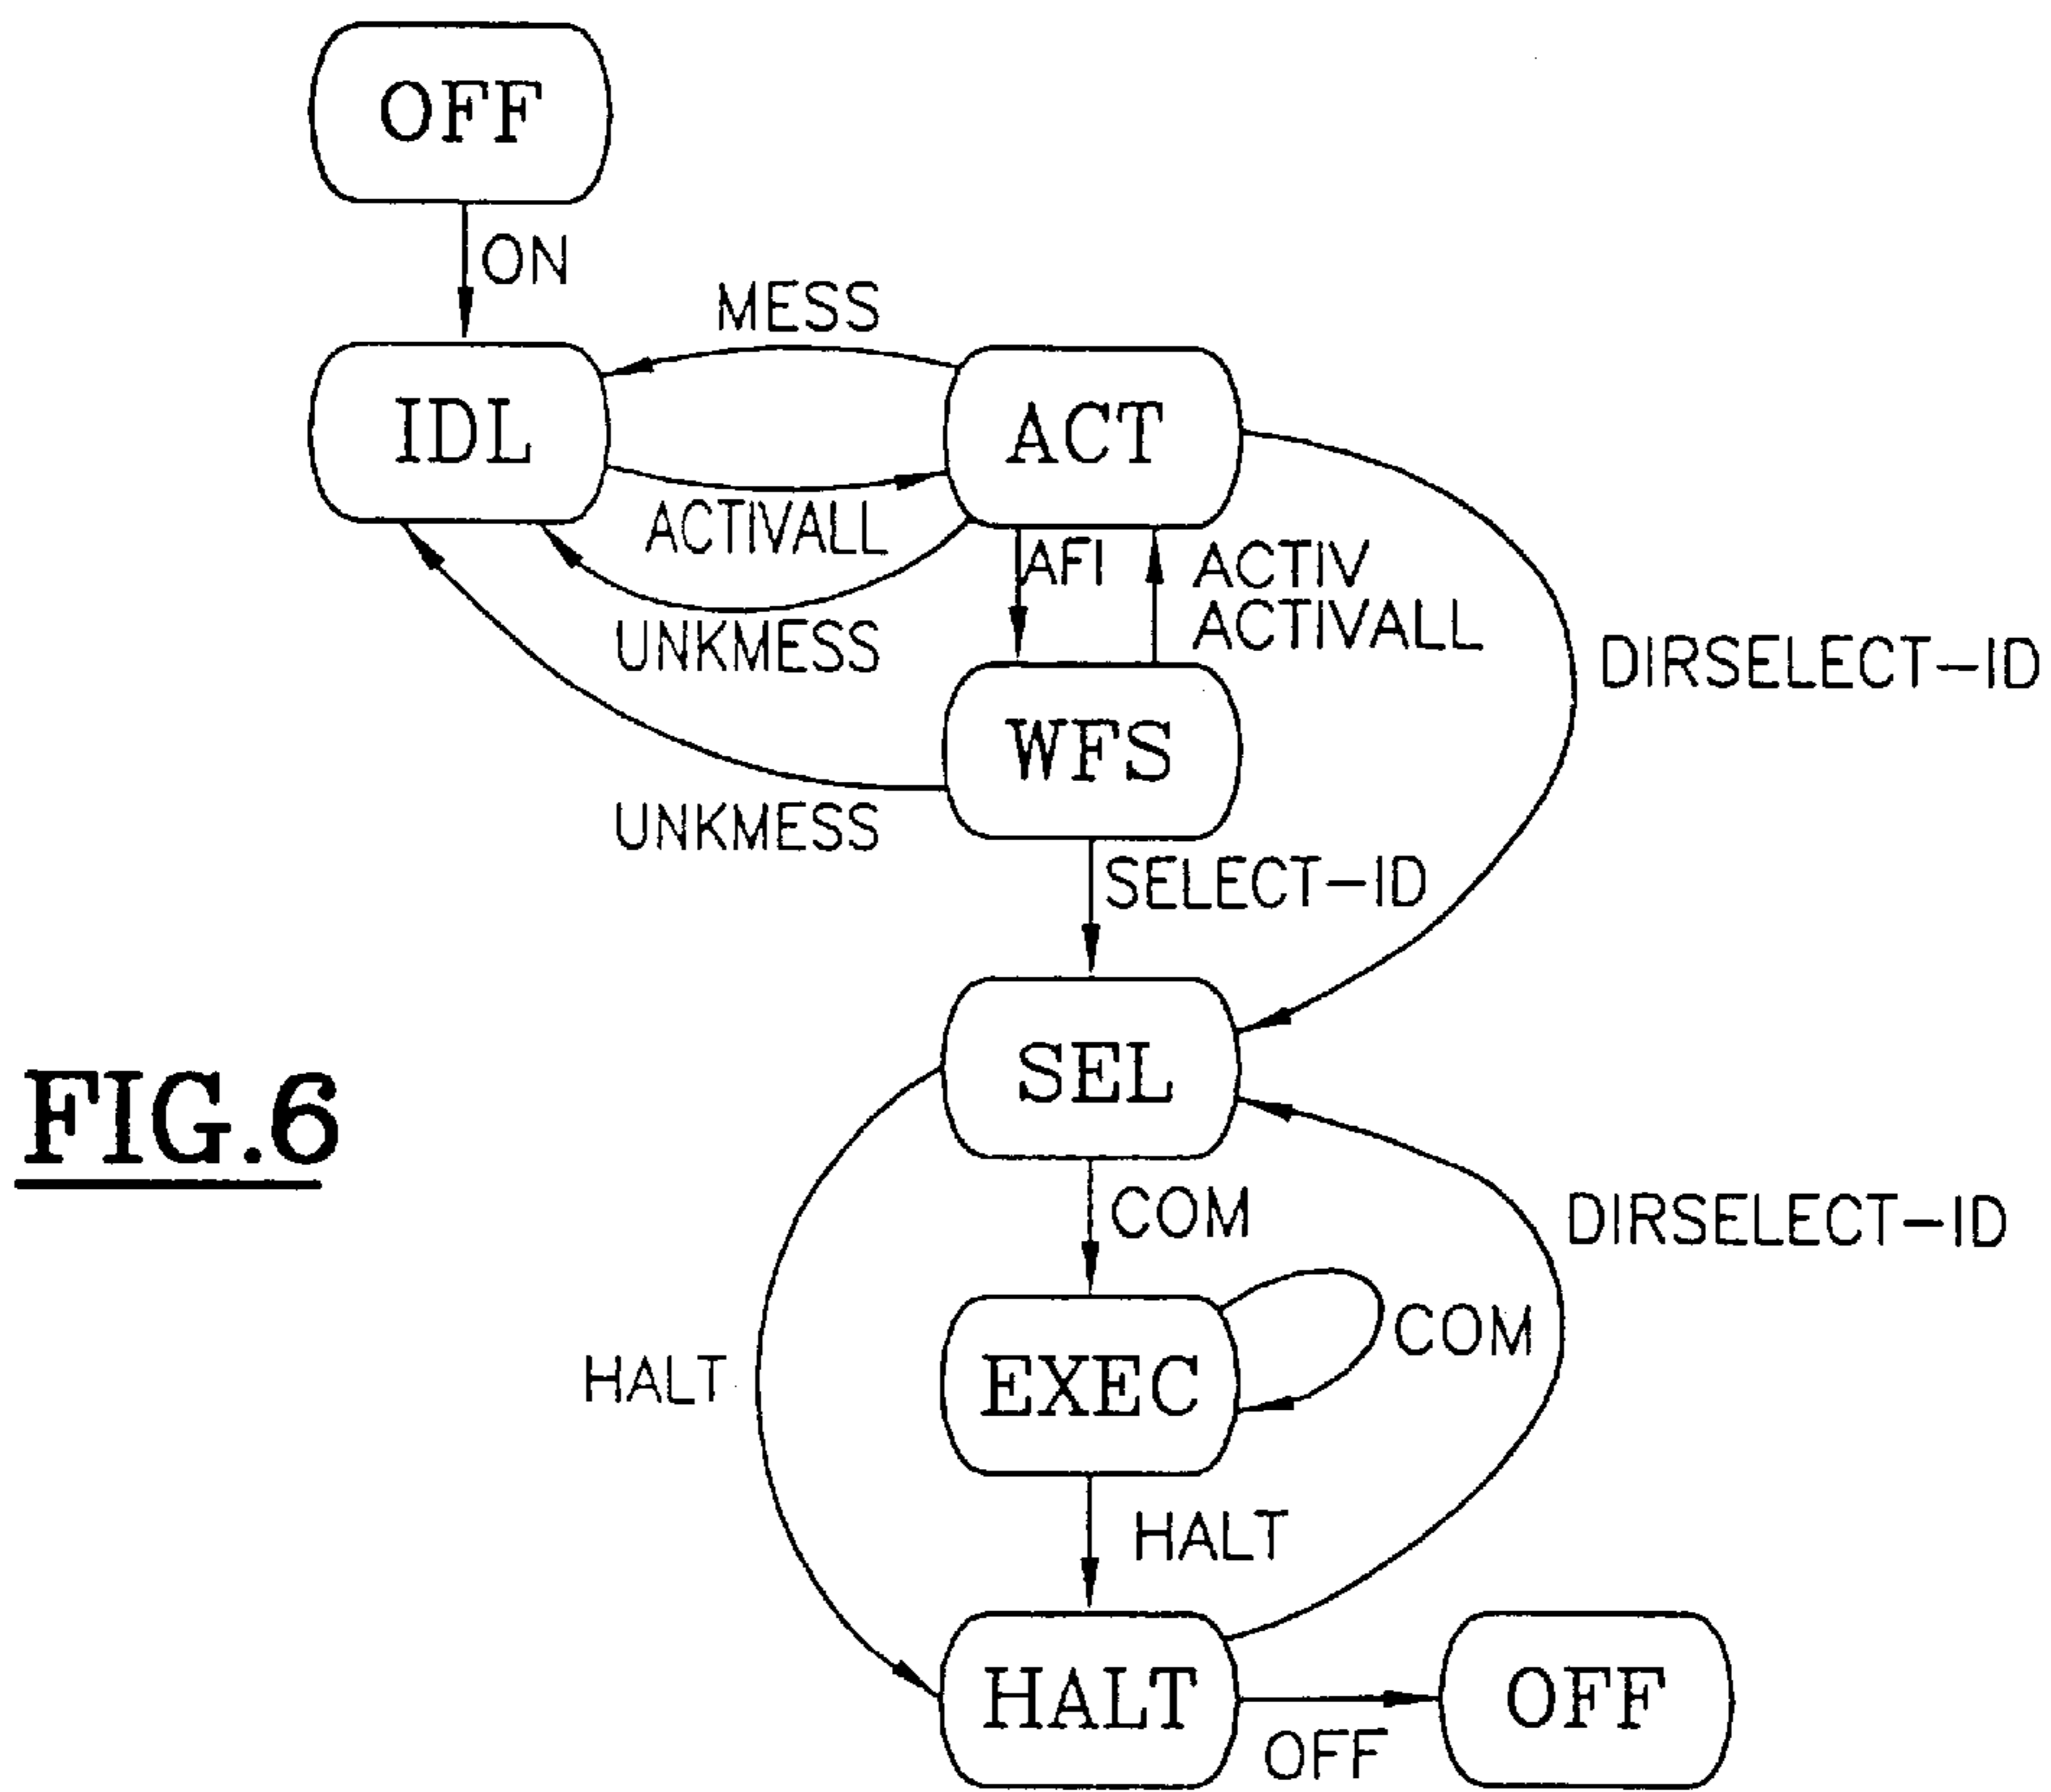 OFF
ON
MESS
IDL
ACT
ACTIVALL
AFI
ACTIV
ACTIVALL
UNKMESS
DIRSELECT-ID
WFS
UNKMESS
SELECT-ID
SEL
FIG.6
COM
DIRSELECT-ID
COM
HALT
EXEC
HALT
HALT
OFF
OFF